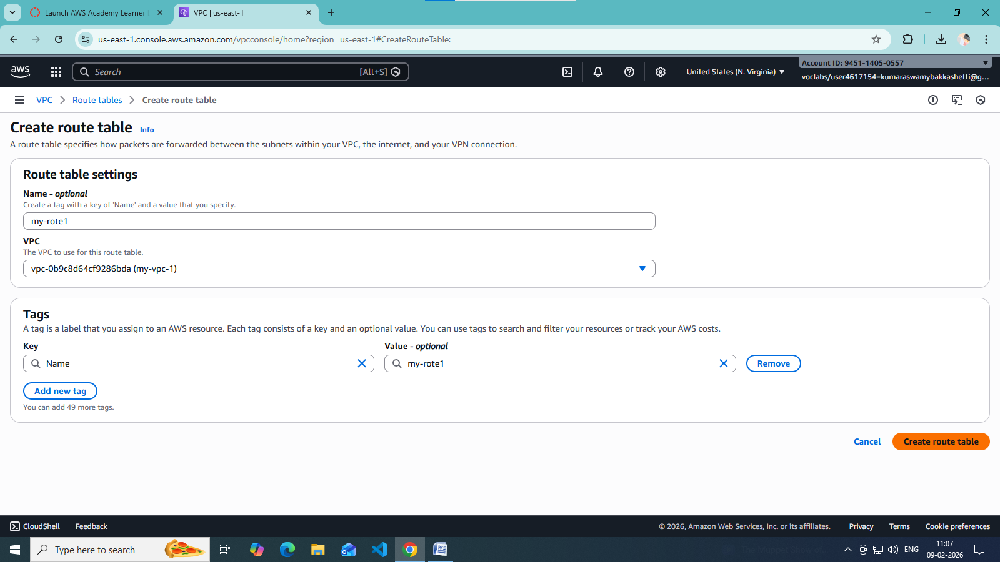 Launch AWS Academy Learner
VPC | us-east-1
us-east-1.console.aws.amazon.com/vpcconsole/home?region=us-east-1#CreateRouteTable:
aws
Search
[Alt+S]
United States (N. Virginia)
Account ID: 9451-1405-0557
voclabs/user4617154=kumaraswamybakkashetti@g...
VPC
Route tables
Create route table
Create route table Info
A route table specifies how packets are forwarded between the subnets within your VPC, the internet, and your VPN connection.
Route table settings
Name - optional
Create a tag with a key of 'Name' and a value that you specify.
my-rote1
VPC
The VPC to use for this route table.
vpc-0b9c8d64cf9286bda (my-vpc-1)
Tags
A tag is a label that you assign to an AWS resource. Each tag consists of a key and an optional value. You can use tags to search and filter your resources or track your AWS costs.
Key
Value - optional
Name
my-rote1
Remove
Add new tag
You can add 49 more tags.
Cancel
Create route table
CloudShell
Feedback
© 2026, Amazon Web Services, Inc. or its affiliates.
Privacy
Terms
Cookie preferences
Type here to search
ENG
11:07
09-02-2026